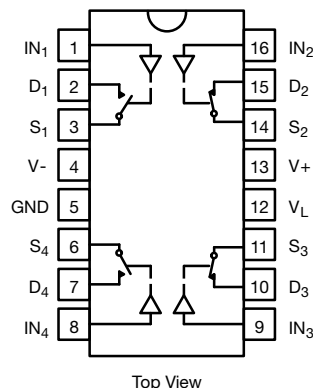 IN1 1 16 IN2
D1 2 15 D2
S1 3 14 S2
V- 4 13 V+
GND 5 12 VL
S4 6 11 S3
D4 7 10 D3
IN4 8 9 IN3
Top View